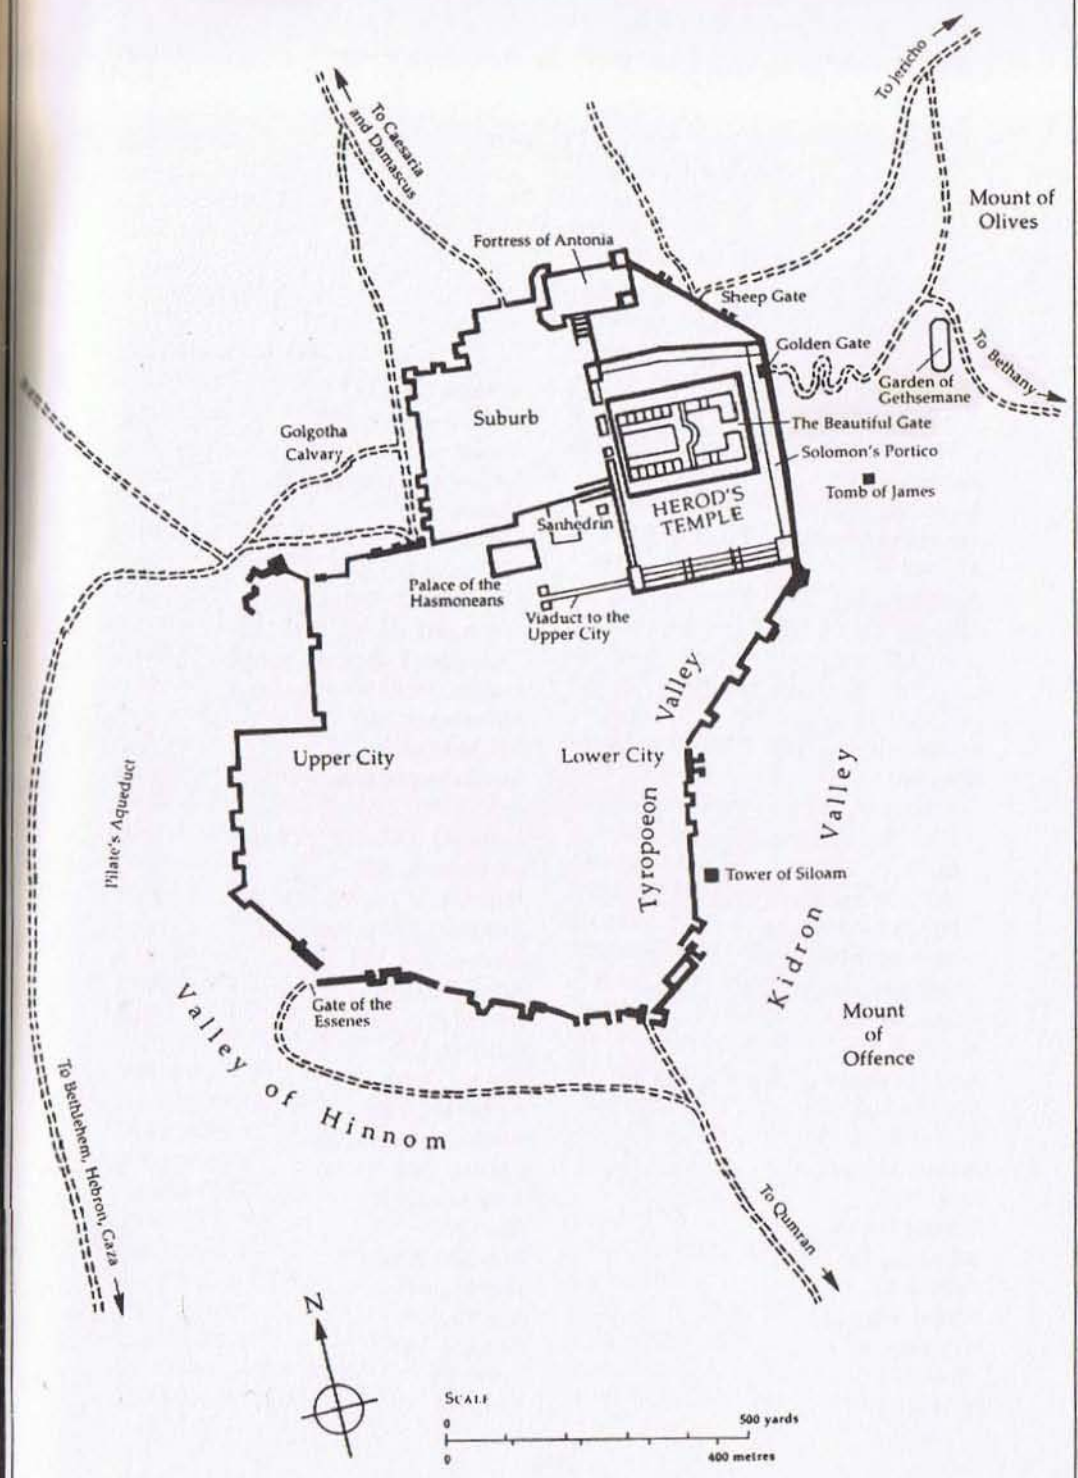 To Jericho
To Caesaria
and Damascus
Mount of
Olives
Fortress of Antonia
Sheep Gate
Golden Gate
To Bethany
Garden of
Gethsemane
Suburb
The Beautiful Gate
Golgotha
Calvary
Solomon's Portico
Tomb of James
HEROD'S
TEMPLE
Sanhedrin
Palace of the
Hasmoneans
Viaduct to the
Upper City
Upper City
Lower City
Tyropoeon Valley
Kidron Valley
Pilate's Aqueduct
Tower of Siloam
Gate of the
Essenes
Valley of Hinnom
Mount
of
Offence
To Bethlehem, Hebron, Gaza
To Qumran
N
SCALE
0
500 yards
0
400 metres